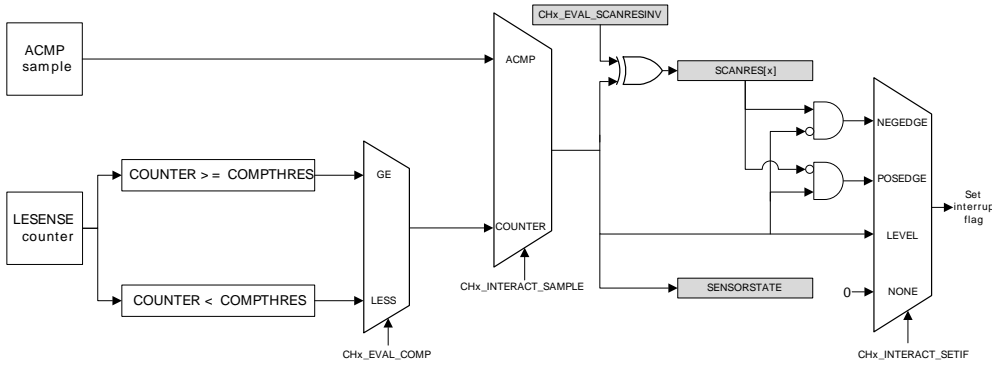 CHx_EVAL_SCANRESINV
ACMP
sample
ACMP
SCANRES[x]
NEGEDGE
COUNTER >= COMPTHRES
GE
POSEDGE
LESENSE
counter
Set
interrup
flag
COUNTER
LEVEL
CHx_INTERACT_SAMPLE
SENSORSTATE
COUNTER < COMPTHRES
LESS
0
NONE
CHx_EVAL_COMP
CHx_INTERACT_SETIF